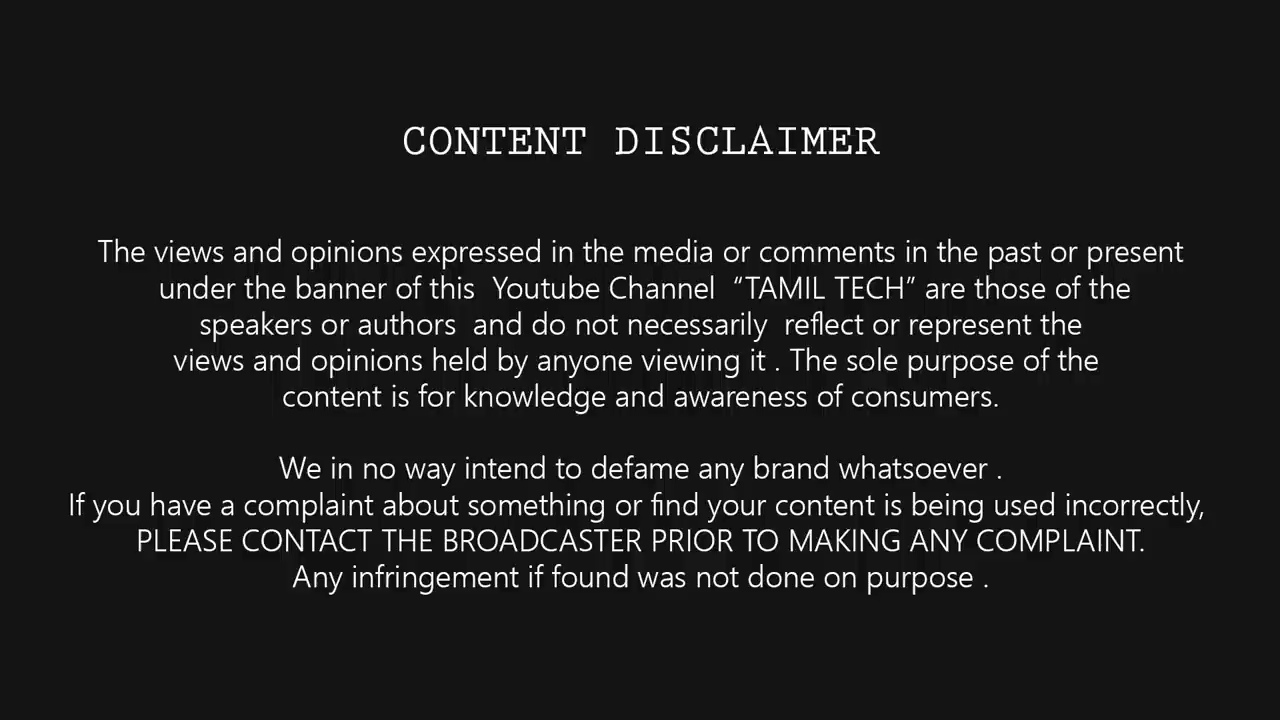 CONTENT DISCLAIMER
The views and opinions expressed in the media or comments in the past or present
under the banner of this Youtube Channel “TAMIL TECH” are those of the
speakers or authors and do not necessarily reflect or represent the
views and opinions held by anyone viewing it . The sole purpose of the
content is for knowledge and awareness of consumers.
We in no way intend to defame any brand whatsoever .
If you have a complaint about something or find your content is being used incorrectly,
PLEASE CONTACT THE BROADCASTER PRIOR TO MAKING ANY COMPLAINT.
Any infringement if found was not done on purpose .